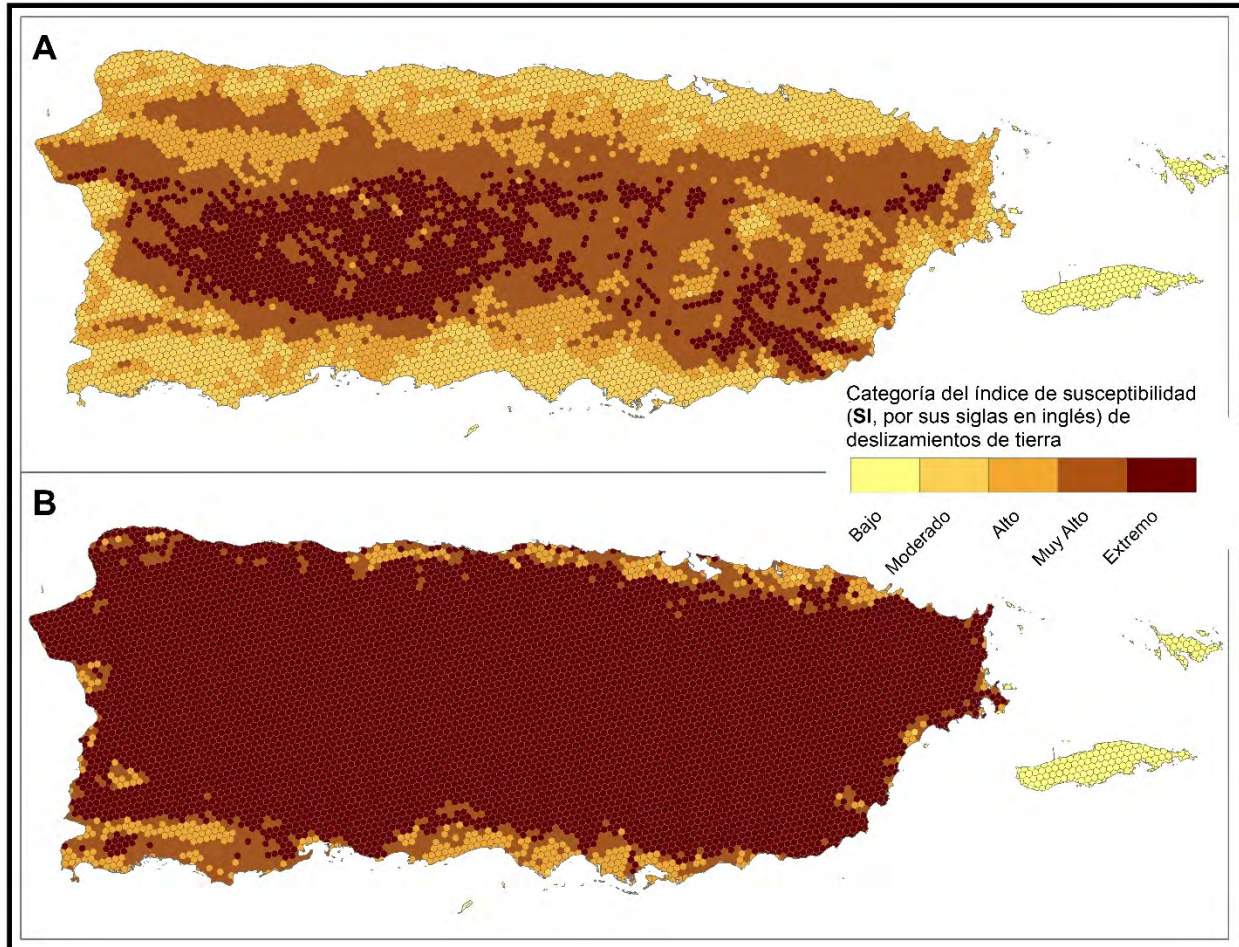 A
Categoría del índice de susceptibilidad
(SI, por sus siglas en inglés) de
deslizamientos de tierra
Bajo
Moderado
Alto
Muy Alto
Extremo
B